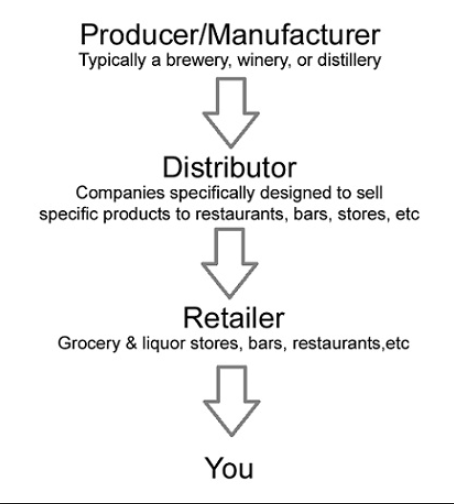 Producer/Manufacturer
Typically a brewery, winery, or distillery
Distributor
Companies specifically designed to sell
specific products to restaurants, bars, stores, etc
Retailer
Grocery & liquor stores, bars, restaurants,etc
You